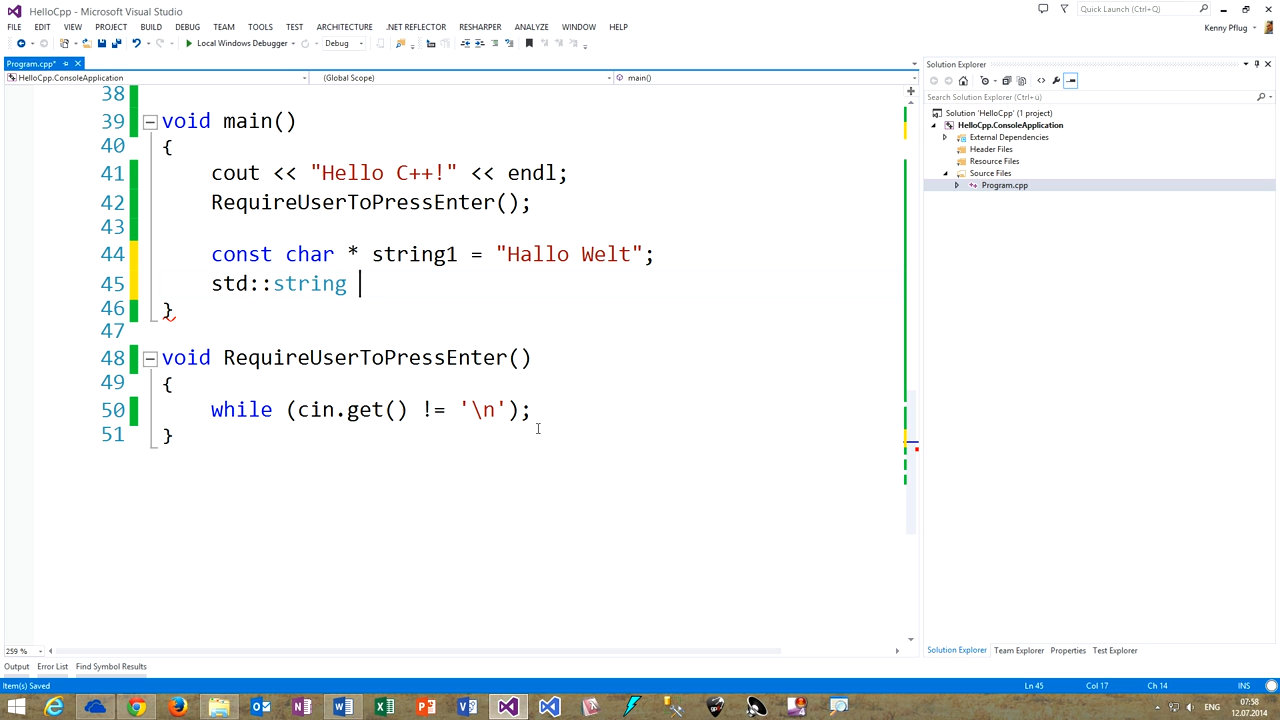 HelloCpp - Microsoft Visual Studio
Quick Launch (Ctrl+Q)
FILE EDIT VIEW PROJECT BUILD DEBUG TEAM TOOLS TEST ARCHITECTURE .NET REFLECTOR RESHARPER ANALYZE WINDOW HELP
Kenny Pflug
Local Windows Debugger Debug
Program.cpp*
HelloCpp.ConsoleApplication (Global Scope) main()
38
39 void main()
40 {
41 cout << "Hello C++!" << endl;
42 RequireUserToPressEnter();
43
44 const char * string1 = "Hallo Welt";
45 std::string
46 }
47
48 void RequireUserToPressEnter()
49 {
50 while (cin.get() != '\n');
51 }
259 %
Solution Explorer
Search Solution Explorer (Ctrl+ü)
Solution 'HelloCpp' (1 project)
HelloCpp.ConsoleApplication
External Dependencies
Header Files
Resource Files
Source Files
Program.cpp
Solution Explorer Team Explorer Properties Test Explorer
Output Error List Find Symbol Results
Item(s) Saved Ln 45 Col 17 Ch 14 INS
07:58
ENG
12.07.2014